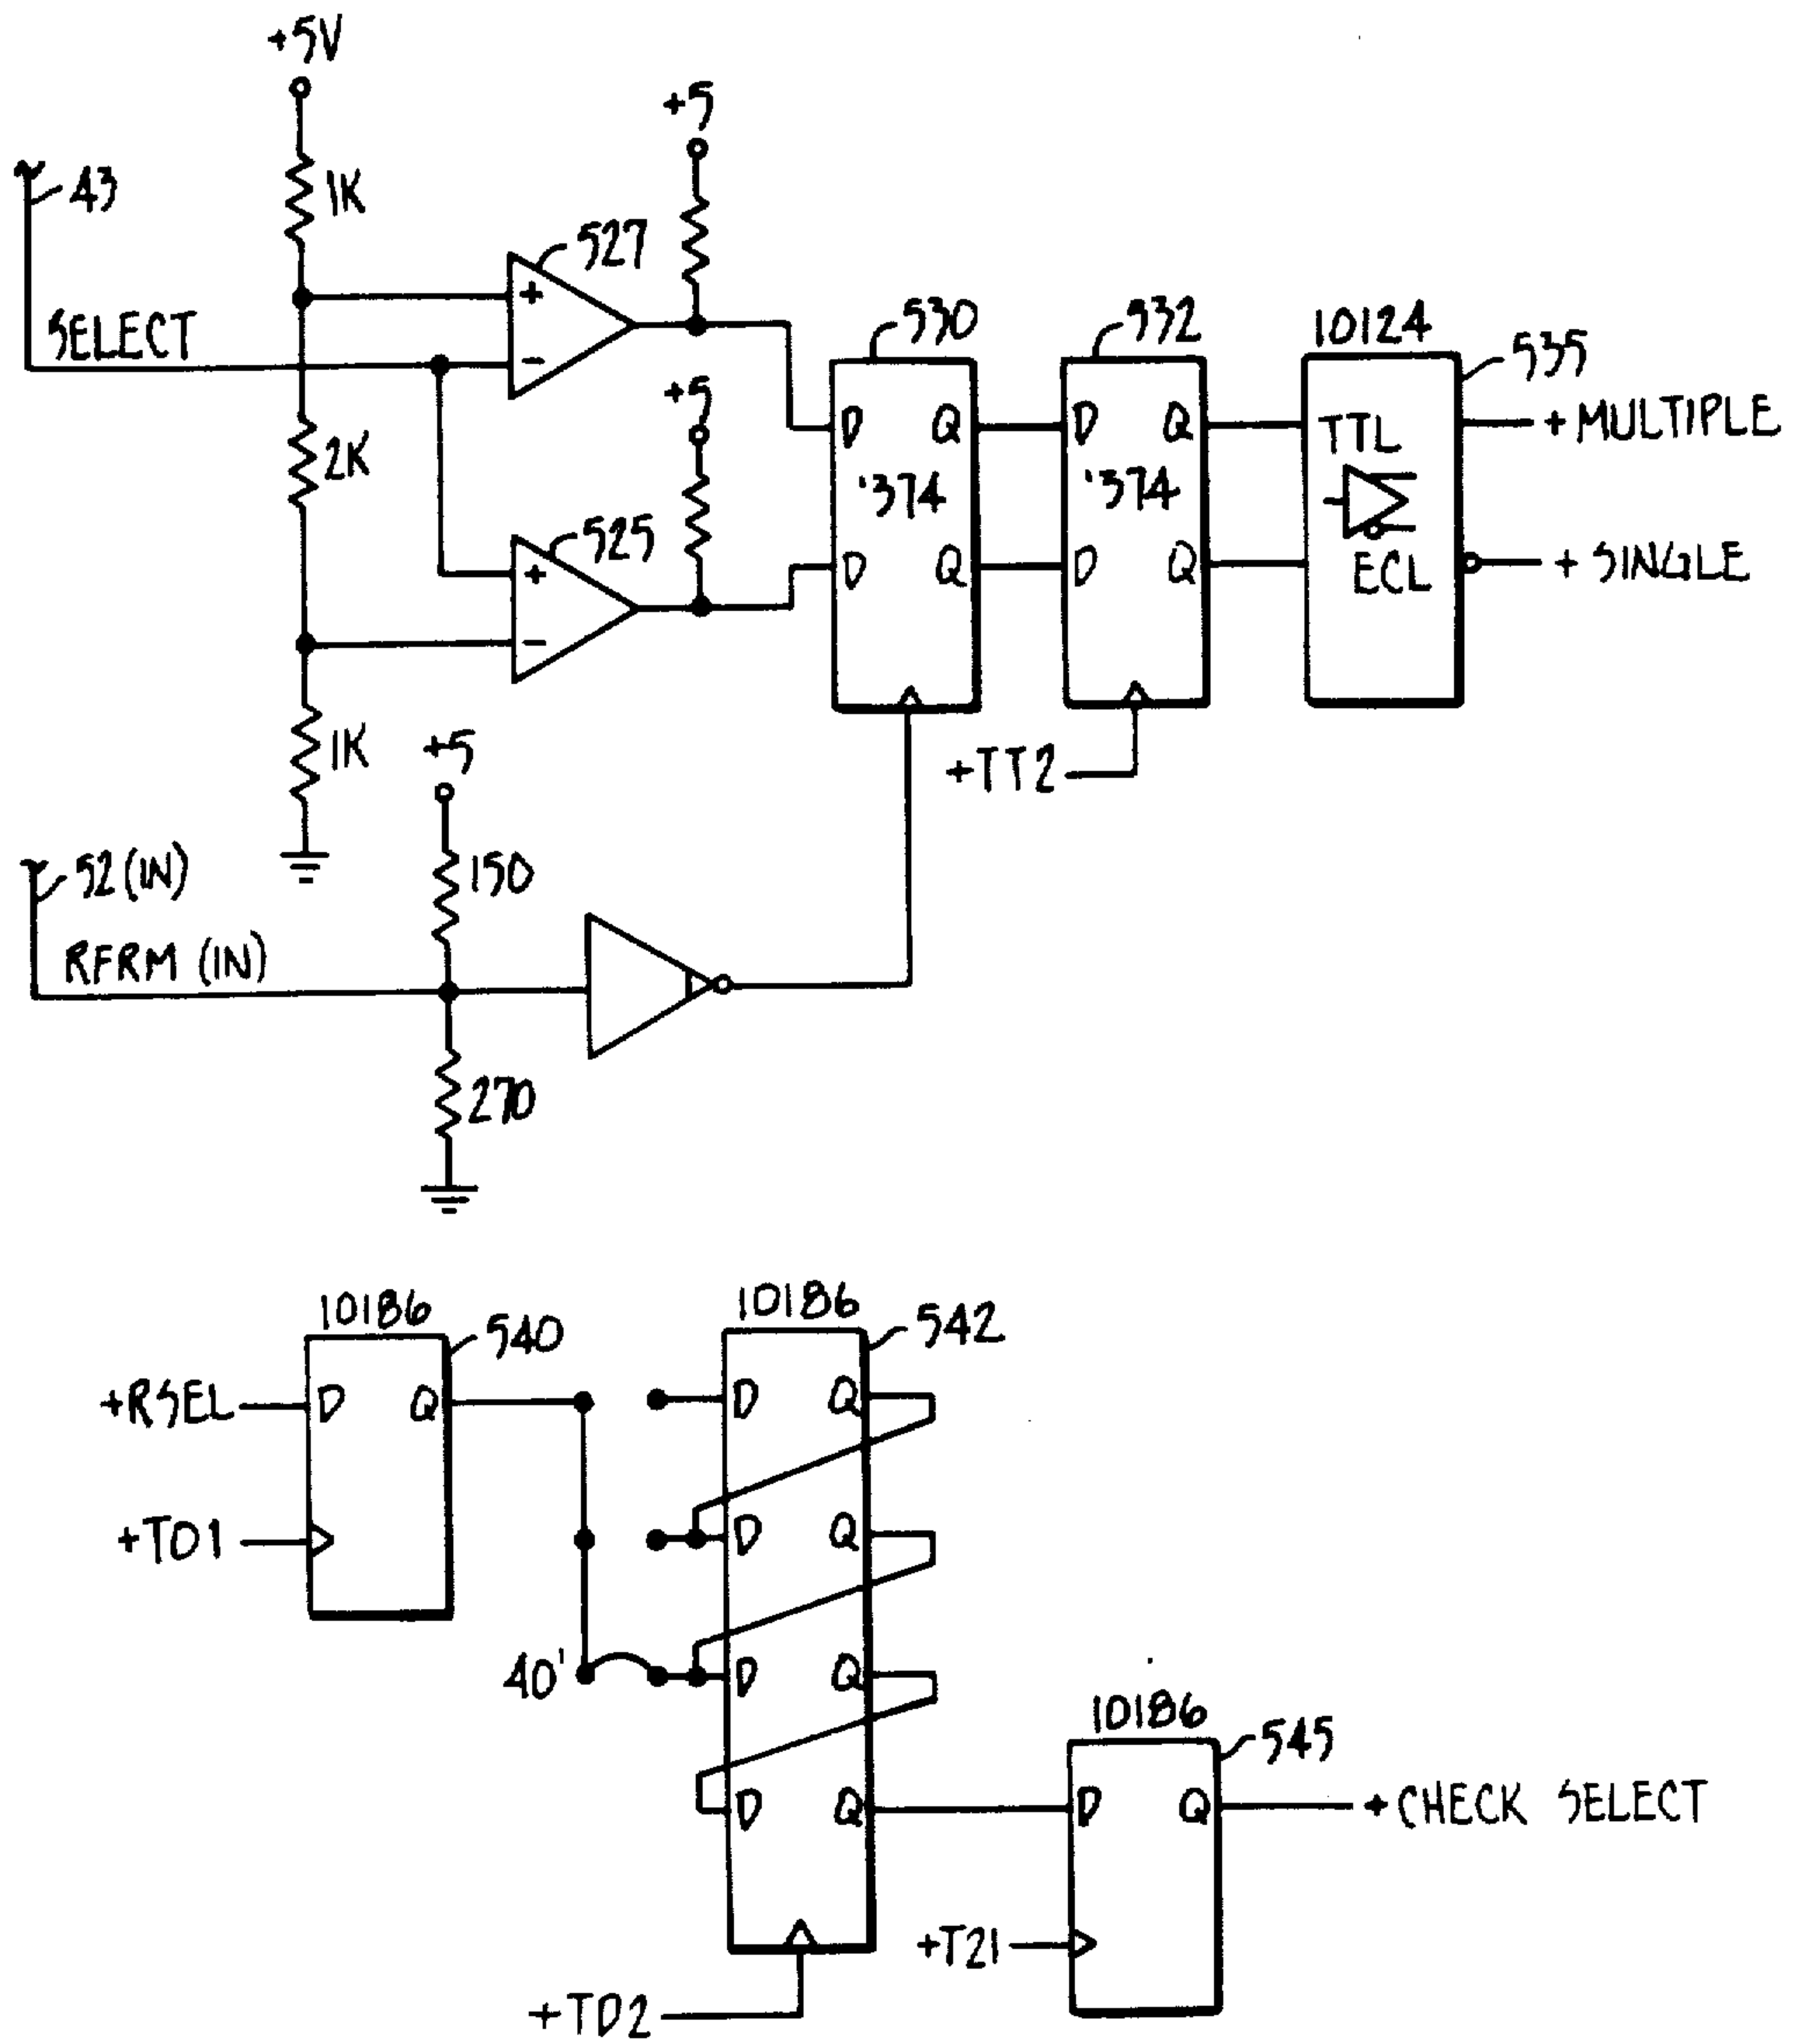 +5V
+5
43
1K
527
SELECT
+
−
530
532
10124
535
+5
D Q
D Q
TTL
+ MULTIPLE
2K
'374
'374
525
+
−
D Q
D Q
ECL
+ SINGLE
1K
+5
+TT2
52 (IN)
150
RFRM (IN)
270
10186
540
10186
542
+RSEL
D Q
D Q
+TD1
D Q
40'
D Q
10186
545
D Q
D Q
+ CHECK SELECT
+T21
+TD2